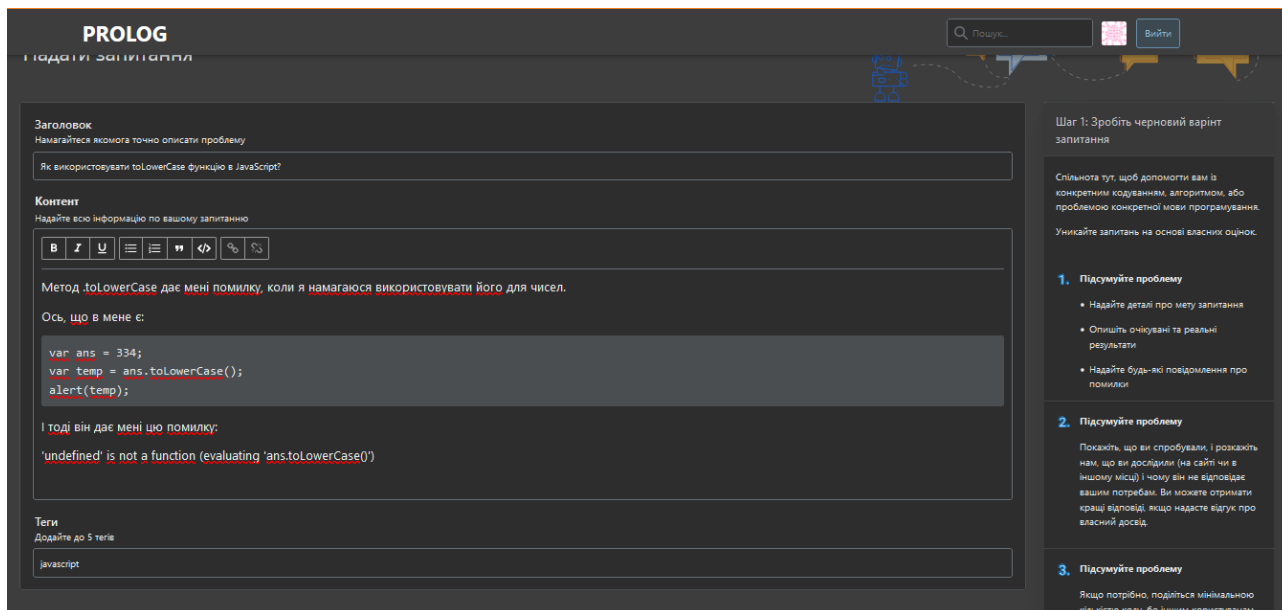 PROLOG
Пошук...
Вийти
Надати запитання
Заголовок
Намагайтеся якомога точно описати проблему
Як використовувати toLowerCase функцію в JavaScript?
Контент
Надайте всю інформацію по вашому запитанню
B I U
Метод .toLowerCase дає мені помилку, коли я намагаюся використовувати його для чисел.
Ось, що в мене є:
var ans = 334;
var temp = ans.toLowerCase();
alert(temp);
І тоді він дає мені цю помилку:
'undefined' is not a function (evaluating 'ans.toLowerCase()')
Теги
Додайте до 5 тегів
javascript
Шаг 1: Зробіть черновий варінт
запитання
Спільнота тут, щоб допомогти вам із
конкретним кодуванням, алгоритмом, або
проблемою конкретної мови програмування.
Уникайте запитань на основі власних оцінок.
1. Підсумуйте проблему
• Надайте деталі про мету запитання
• Опишіть очікувані та реальні
результати
• Надайте будь-які повідомлення про
помилки
2. Підсумуйте проблему
Покажіть, що ви спробували, і розкажіть
нам, що ви дослідили (на сайті чи в
іншому місці) і чому він не відповідає
вашим потребам. Ви можете отримати
кращі відповіді, якщо надасте відгук про
власний досвід.
3. Підсумуйте проблему
Якщо потрібно, поділіться мінімальною
кількістю коду, бо іншим користувачам